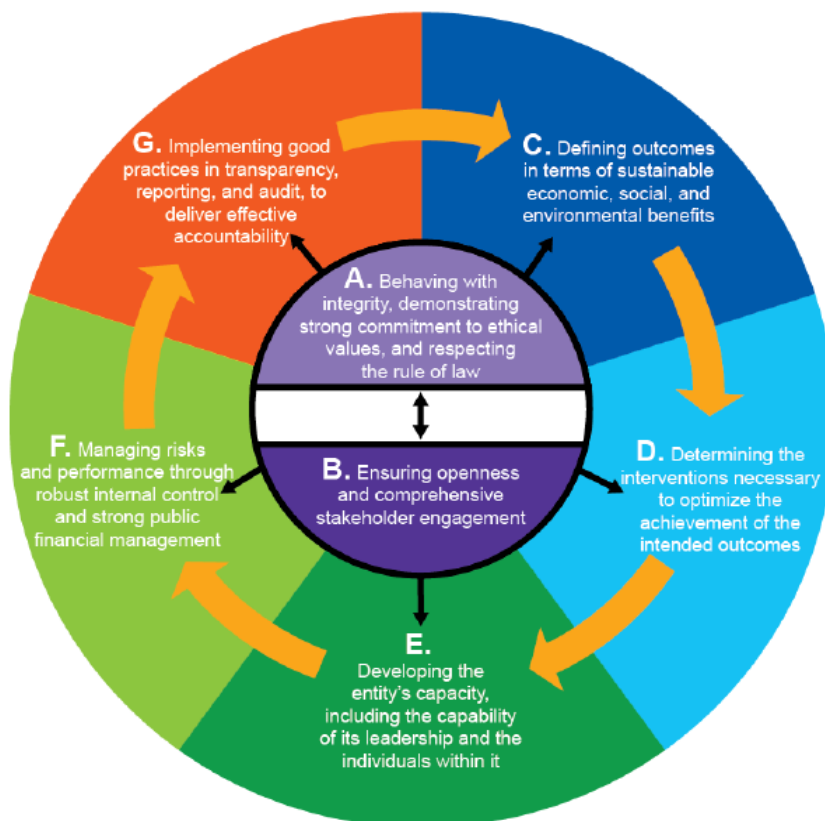 G. Implementing good
practices in transparency,
reporting, and audit, to
deliver effective
accountability
C. Defining outcomes
in terms of sustainable
economic, social, and
environmental benefits
A. Behaving with
integrity, demonstrating
strong commitment to ethical
values, and respecting
the rule of law
F. Managing risks
and performance through
robust internal control
and strong public
financial management
B. Ensuring openness
and comprehensive
stakeholder engagement
D. Determining the
interventions necessary
to optimize the
achievement of the
intended outcomes
E.
Developing the
entity's capacity,
including the capability
of its leadership and the
individuals within it